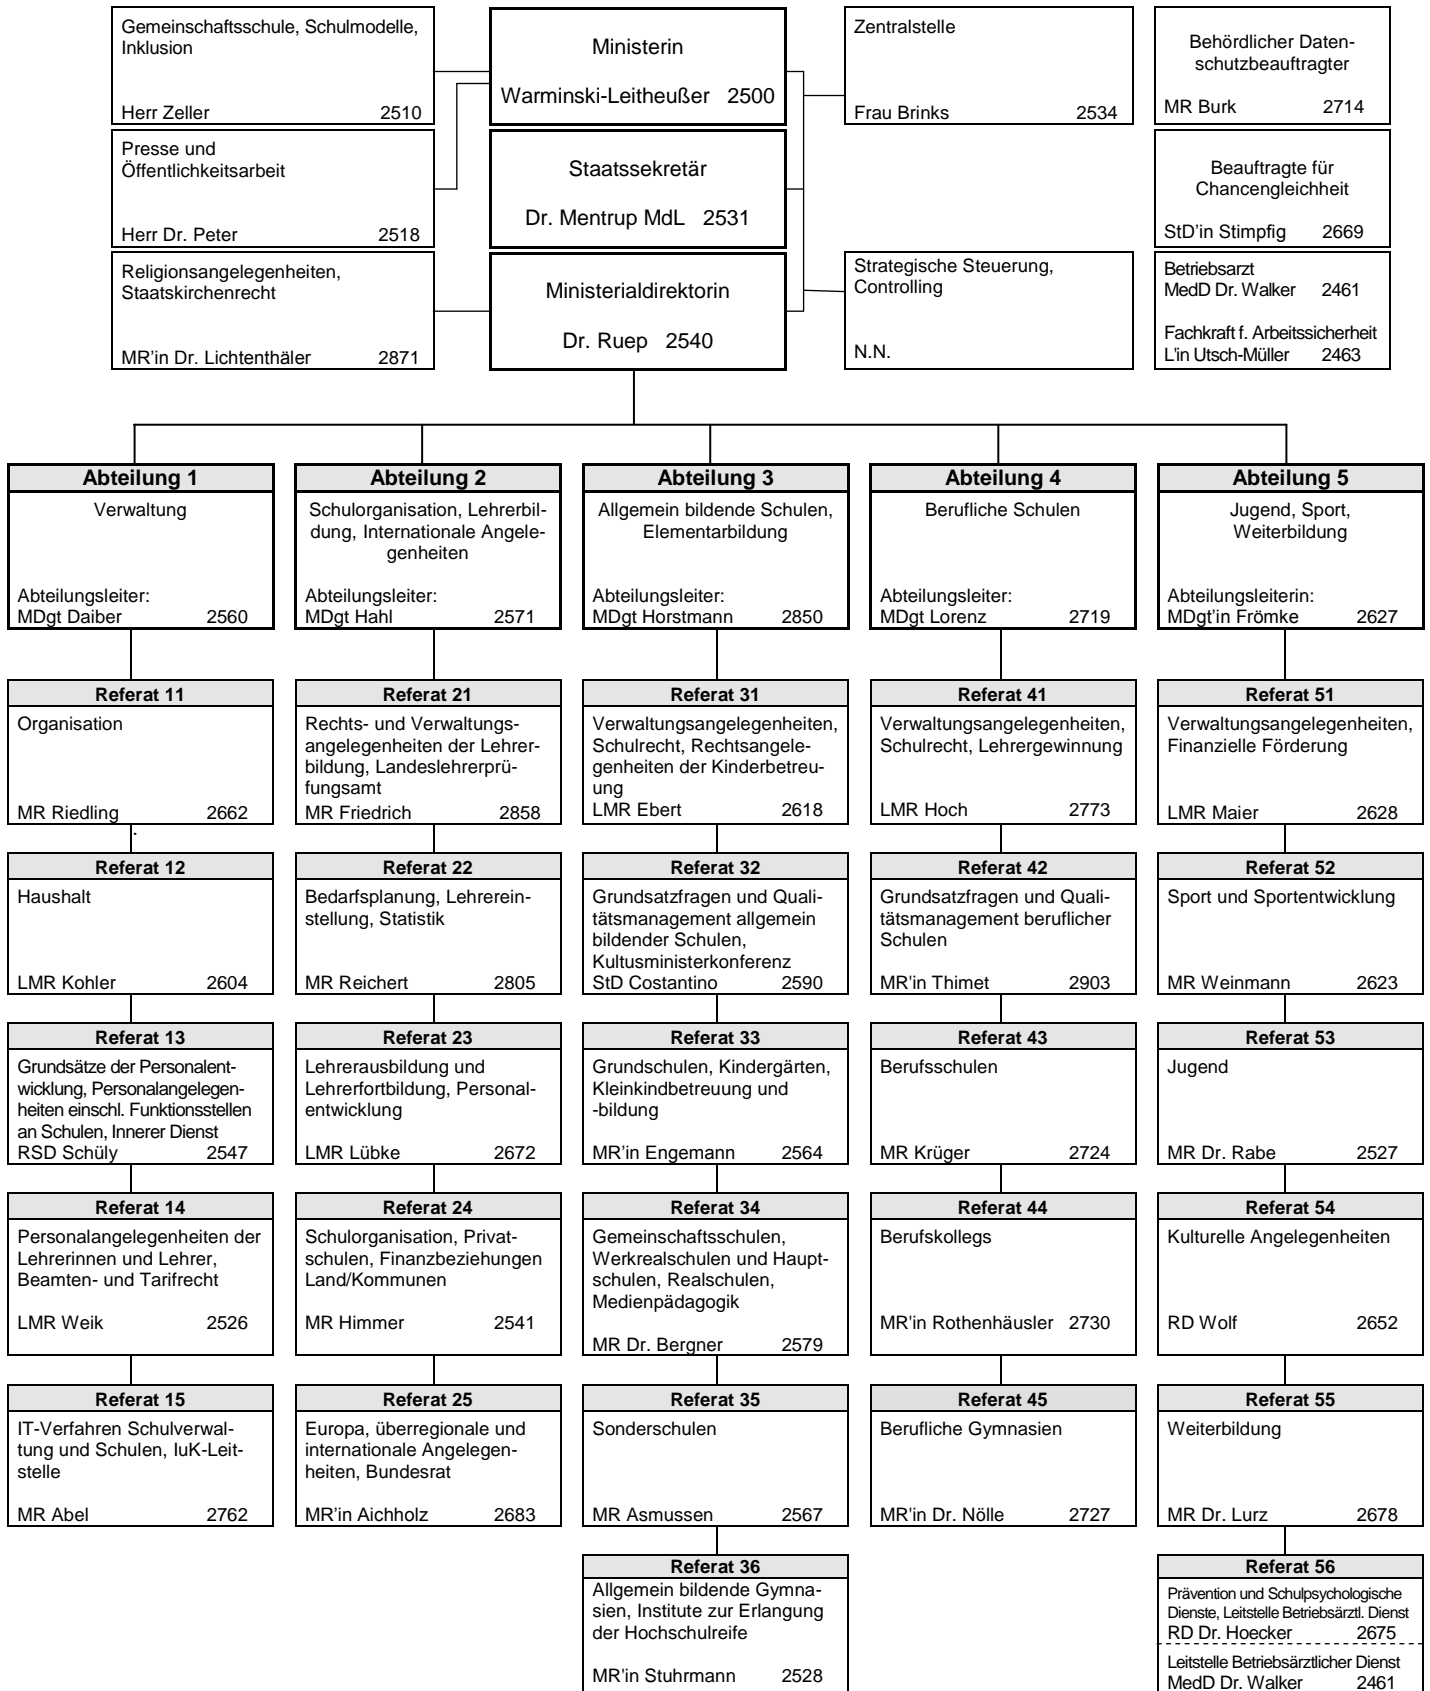 Gemeinschaftsschule, Schulmodelle,
Inklusion
Herr Zeller 2510
Ministerin
Warminski-Leitheußer 2500
Zentralstelle
Frau Brinks 2534
Behördlicher Daten-
schutzbeauftragter
MR Burk 2714
Presse und
Öffentlichkeitsarbeit
Herr Dr. Peter 2518
Staatssekretär
Dr. Mentrup MdL 2531
Beauftragte für
Chancengleichheit
StD'in Stimpfig 2669
Religionsangelegenheiten,
Staatskirchenrecht
MR'in Dr. Lichtenthäler 2871
Ministerialdirektorin
Dr. Ruep 2540
Strategische Steuerung,
Controlling
N.N.
Betriebsarzt
MedD Dr. Walker 2461
Fachkraft f. Arbeitssicherheit
L'in Utsch-Müller 2463
Abteilung 1
Verwaltung
Abteilungsleiter:
MDgt Daiber 2560
Abteilung 2
Schulorganisation, Lehrerbil-
dung, Internationale Angele-
genheiten
Abteilungsleiter:
MDgt Hahl 2571
Abteilung 3
Allgemein bildende Schulen,
Elementarbildung
Abteilungsleiter:
MDgt Horstmann 2850
Abteilung 4
Berufliche Schulen
Abteilungsleiter:
MDgt Lorenz 2719
Abteilung 5
Jugend, Sport,
Weiterbildung
Abteilungsleiterin:
MDgt'in Frömke 2627
Referat 11
Organisation
MR Riedling 2662
Referat 21
Rechts- und Verwaltungs-
angelegenheiten der Lehrer-
bildung, Landeslehrerprü-
fungsamt
MR Friedrich 2858
Referat 31
Verwaltungsangelegenheiten,
Schulrecht, Rechtsangele-
genheiten der Kinderbetreu-
ung
LMR Ebert 2618
Referat 41
Verwaltungsangelegenheiten,
Schulrecht, Lehrergewinnung
LMR Hoch 2773
Referat 51
Verwaltungsangelegenheiten,
Finanzielle Förderung
LMR Maier 2628
Referat 12
Haushalt
LMR Kohler 2604
Referat 22
Bedarfsplanung, Lehrerein-
stellung, Statistik
MR Reichert 2805
Referat 32
Grundsatzfragen und Quali-
tätsmanagement allgemein
bildender Schulen,
Kultusministerkonferenz
StD Costantino 2590
Referat 42
Grundsatzfragen und Quali-
tätsmanagement beruflicher
Schulen
MR'in Thimet 2903
Referat 52
Sport und Sportentwicklung
MR Weinmann 2623
Referat 13
Grundsätze der Personalent-
wicklung, Personalangelegen-
heiten einschl. Funktionsstellen
an Schulen, Innerer Dienst
RSD Schüly 2547
Referat 23
Lehrerausbildung und
Lehrerfortbildung, Personal-
entwicklung
LMR Lübke 2672
Referat 33
Grundschulen, Kindergärten,
Kleinkindbetreuung und
-bildung
MR'in Engemann 2564
Referat 43
Berufsschulen
MR Krüger 2724
Referat 53
Jugend
MR Dr. Rabe 2527
Referat 14
Personalangelegenheiten der
Lehrerinnen und Lehrer,
Beamten- und Tarifrecht
LMR Weik 2526
Referat 24
Schulorganisation, Privat-
schulen, Finanzbeziehungen
Land/Kommunen
MR Himmer 2541
Referat 34
Gemeinschaftsschulen,
Werkrealschulen und Haupt-
schulen, Realschulen,
Medienpädagogik
MR Dr. Bergner 2579
Referat 44
Berufskollegs
MR'in Rothenhäusler 2730
Referat 54
Kulturelle Angelegenheiten
RD Wolf 2652
Referat 15
IT-Verfahren Schulverwal-
tung und Schulen, IuK-Leit-
stelle
MR Abel 2762
Referat 25
Europa, überregionale und
internationale Angelegen-
heiten, Bundesrat
MR'in Aichholz 2683
Referat 35
Sonderschulen
MR Asmussen 2567
Referat 45
Berufliche Gymnasien
MR'in Dr. Nölle 2727
Referat 55
Weiterbildung
MR Dr. Lurz 2678
Referat 36
Allgemein bildende Gymna-
sien, Institute zur Erlangung
der Hochschulreife
MR'in Stuhrmann 2528
Referat 56
Prävention und Schulpsychologische
Dienste, Leitstelle Betriebsärztl. Dienst
RD Dr. Hoecker 2675
Leitstelle Betriebsärztlicher Dienst
MedD Dr. Walker 2461